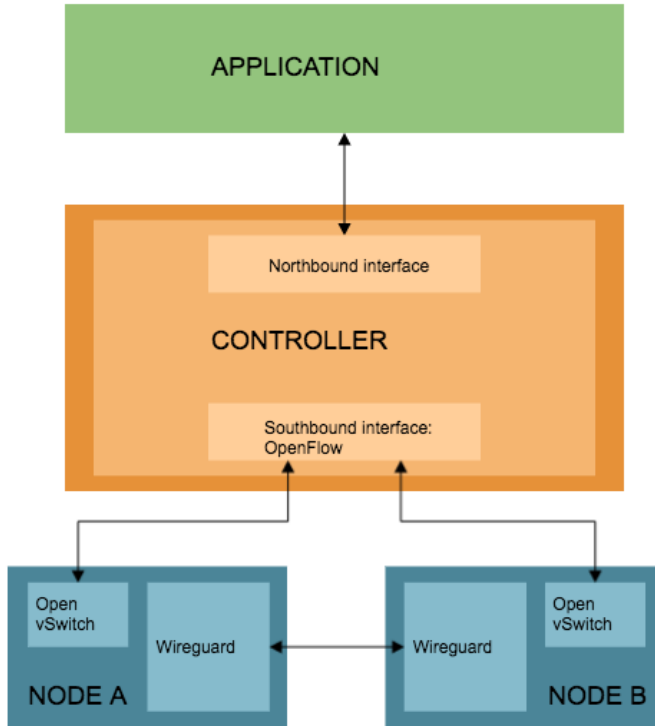 APPLICATION
Northbound interface
CONTROLLER
Southbound interface:
OpenFlow
Open
vSwitch
Wireguard
NODE A
Wireguard
Open
vSwitch
NODE B